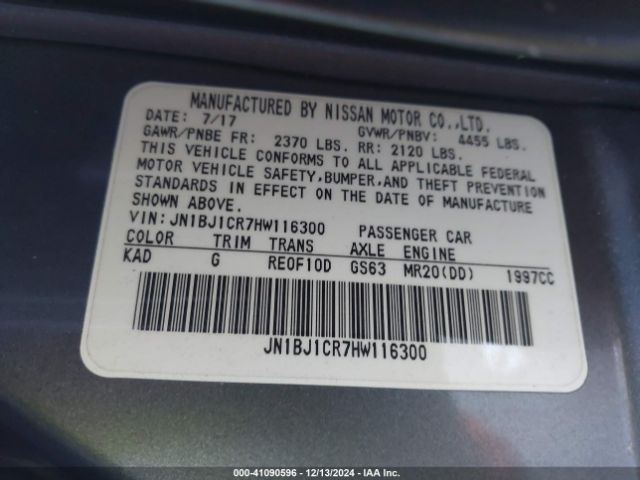 MANUFACTURED BY NISSAN MOTOR CO.,LTD.
DATE: 7/17 GVWR/PNBV: 4455 LBS.
GAWR/PNBE FR: 2370 LBS. RR: 2120 LBS.
THIS VEHICLE CONFORMS TO ALL APPLICABLE FEDERAL
MOTOR VEHICLE SAFETY,BUMPER,AND THEFT PREVENTION
STANDARDS IN EFFECT ON THE DATE OF MANUFACTURE
SHOWN ABOVE.
VIN: JN1BJ1CR7HW116300 PASSENGER CAR
COLOR TRIM TRANS AXLE ENGINE
KAD G RE0F10D GS63 MR20(DD) 1997CC
JN1BJ1CR7HW116300
000-41090596 - 12/13/2024 - IAA Inc.